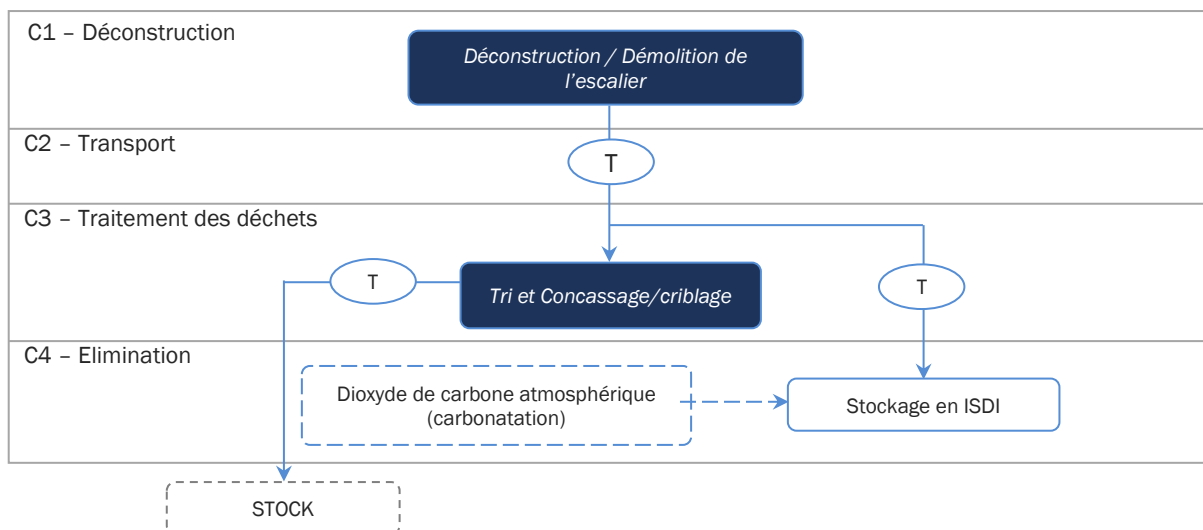 C1 – Déconstruction
Déconstruction / Démolition de
l'escalier
C2 – Transport
T
C3 – Traitement des déchets
T
Tri et Concassage/criblage
T
C4 – Elimination
Dioxyde de carbone atmosphérique
(carbonatation)
Stockage en ISDI
STOCK